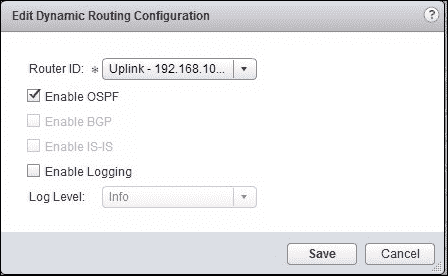 Edit Dynamic Routing Configuration ?
Router ID: * Uplink - 192.168.10...
Enable OSPF
Enable BGP
Enable IS-IS
Enable Logging
Log Level: Info
Save Cancel